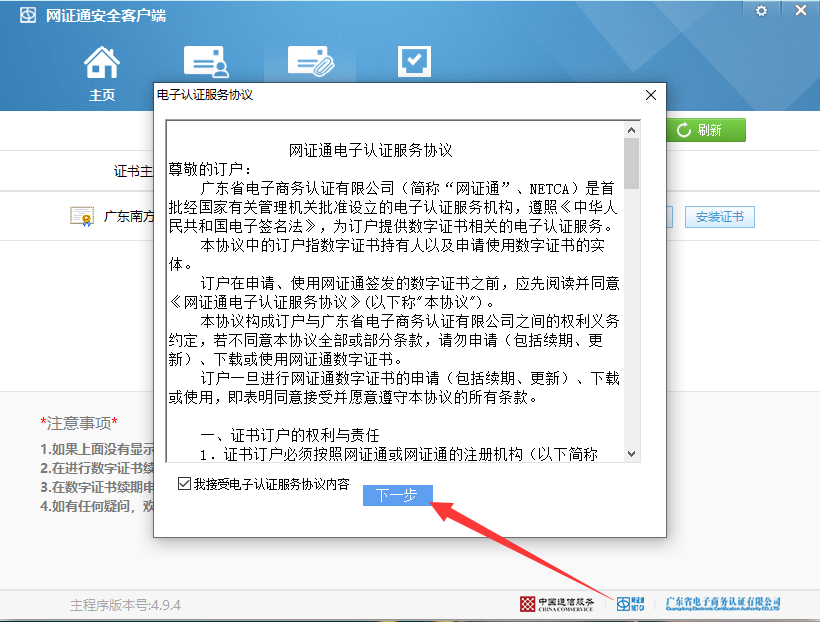 网证通安全客户端
主页
电子认证服务协议
刷新
证书主
广东南方
安装证书
网证通电子认证服务协议
尊敬的订户：
广东省电子商务认证有限公司（简称“网证通”、NETCA）是首
批经国家有关管理机关批准设立的电子认证服务机构，遵照《中华人
民共和国电子签名法》，为订户提供数字证书相关的电子认证服务。
本协议中的订户指数字证书持有人以及申请使用数字证书的实
体。
订户在申请、使用网证通签发的数字证书之前，应先阅读并同意
《网证通电子认证服务协议》(以下称"本协议")。
本协议构成订户与广东省电子商务认证有限公司之间的权利义务
约定，若不同意本协议全部或部分条款，请勿申请（包括续期、更
新）、下载或使用网证通数字证书。
订户一旦进行网证通数字证书的申请（包括续期、更新）、下载
或使用，即表明同意接受并愿意遵守本协议的所有条款。
一、证书订户的权利与责任
1．证书订户必须按照网证通或网证通的注册机构（以下简称
我接受电子认证服务协议内容
下一步
*注意事项*
1.如果上面没有显示
2.在进行数字证书续
3.在数字证书续期申
4.如有任何疑问，欢
主程序版本号:4.9.4
中国通信服务
CHINA COMSERVICE
网证通
NETCA
广东省电子商务认证有限公司
Guangdong Electronic Certification Authority CO.,LTD